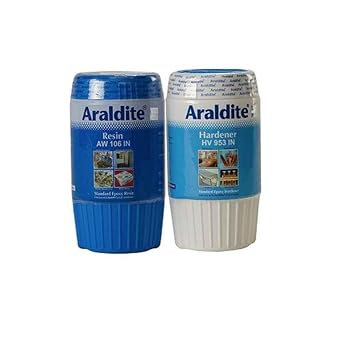 Araldite®
Resin
AW 106 IN
Standard Epoxy Resin
Araldite®
Hardener
HV 953 IN
Standard Epoxy Hardener